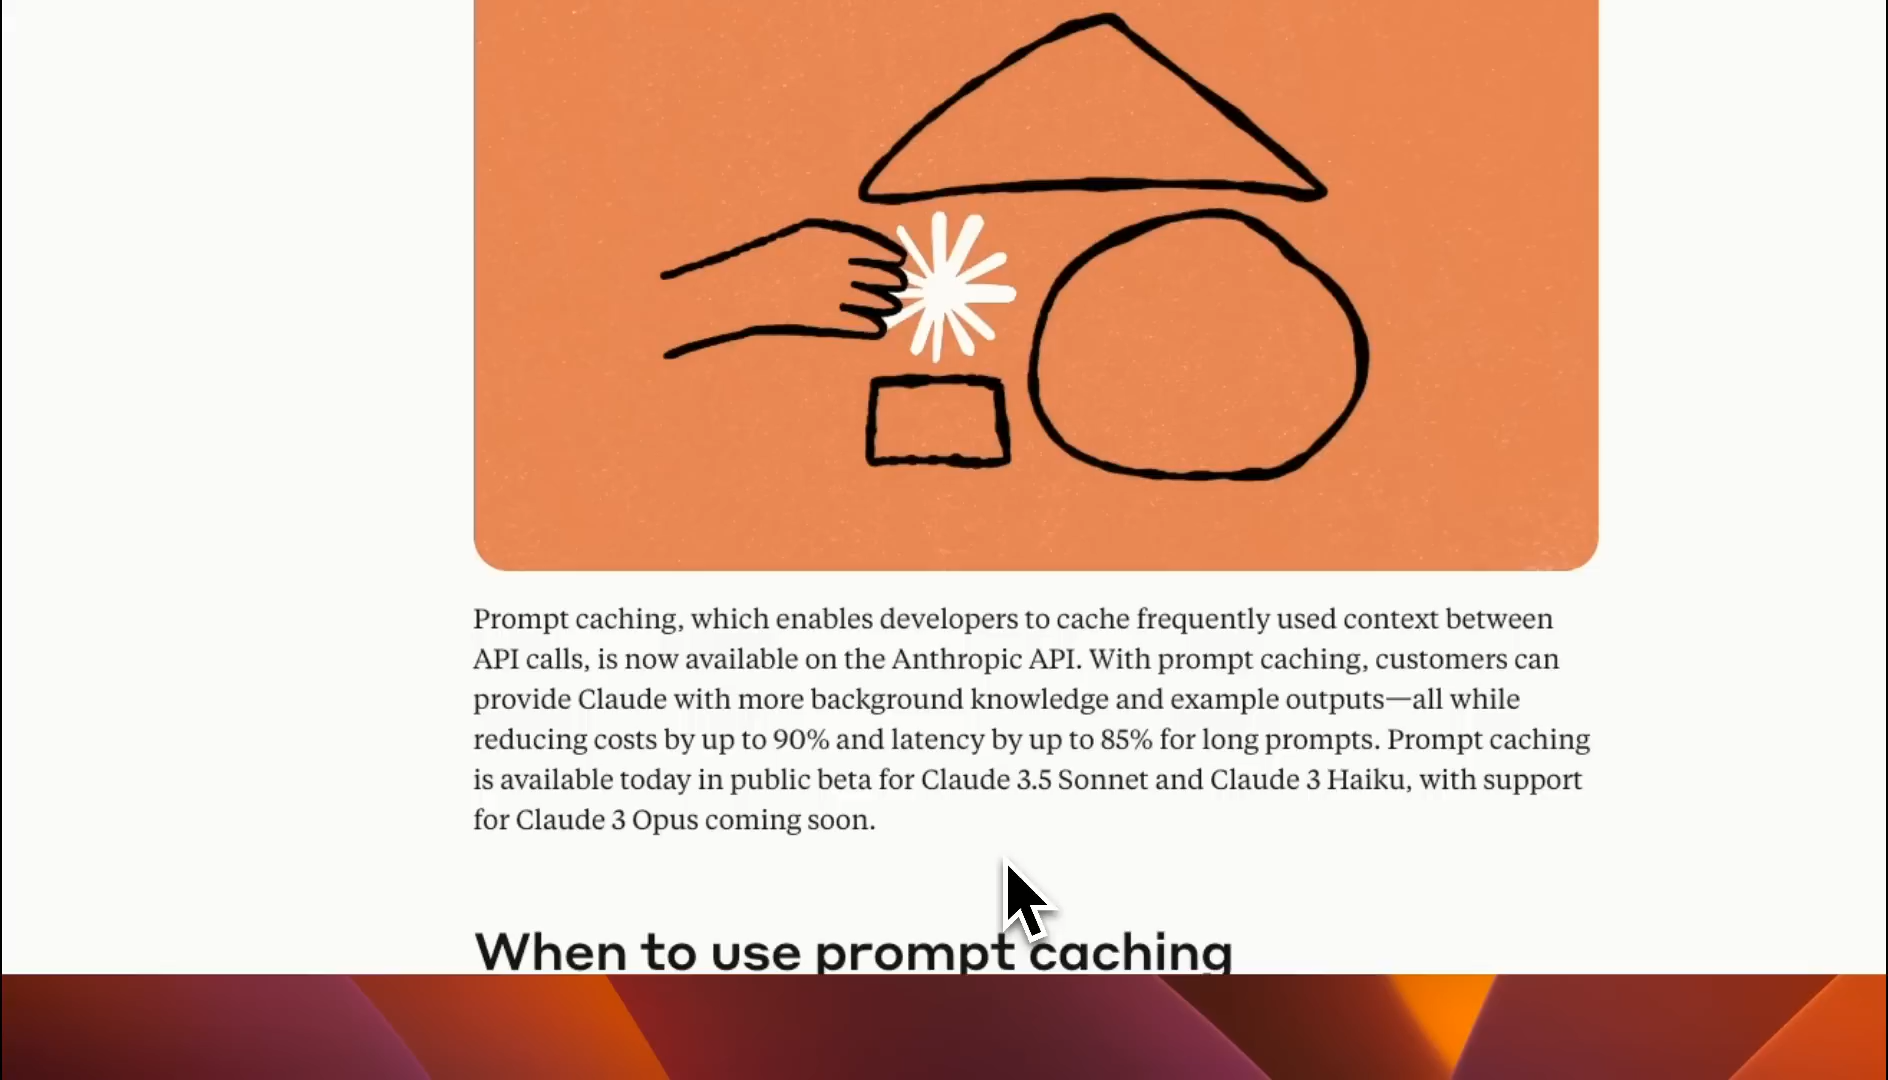 Prompt caching, which enables developers to cache frequently used context between
API calls, is now available on the Anthropic API. With prompt caching, customers can
provide Claude with more background knowledge and example outputs—all while
reducing costs by up to 90% and latency by up to 85% for long prompts. Prompt caching
is available today in public beta for Claude 3.5 Sonnet and Claude 3 Haiku, with support
for Claude 3 Opus coming soon.
When to use prompt caching